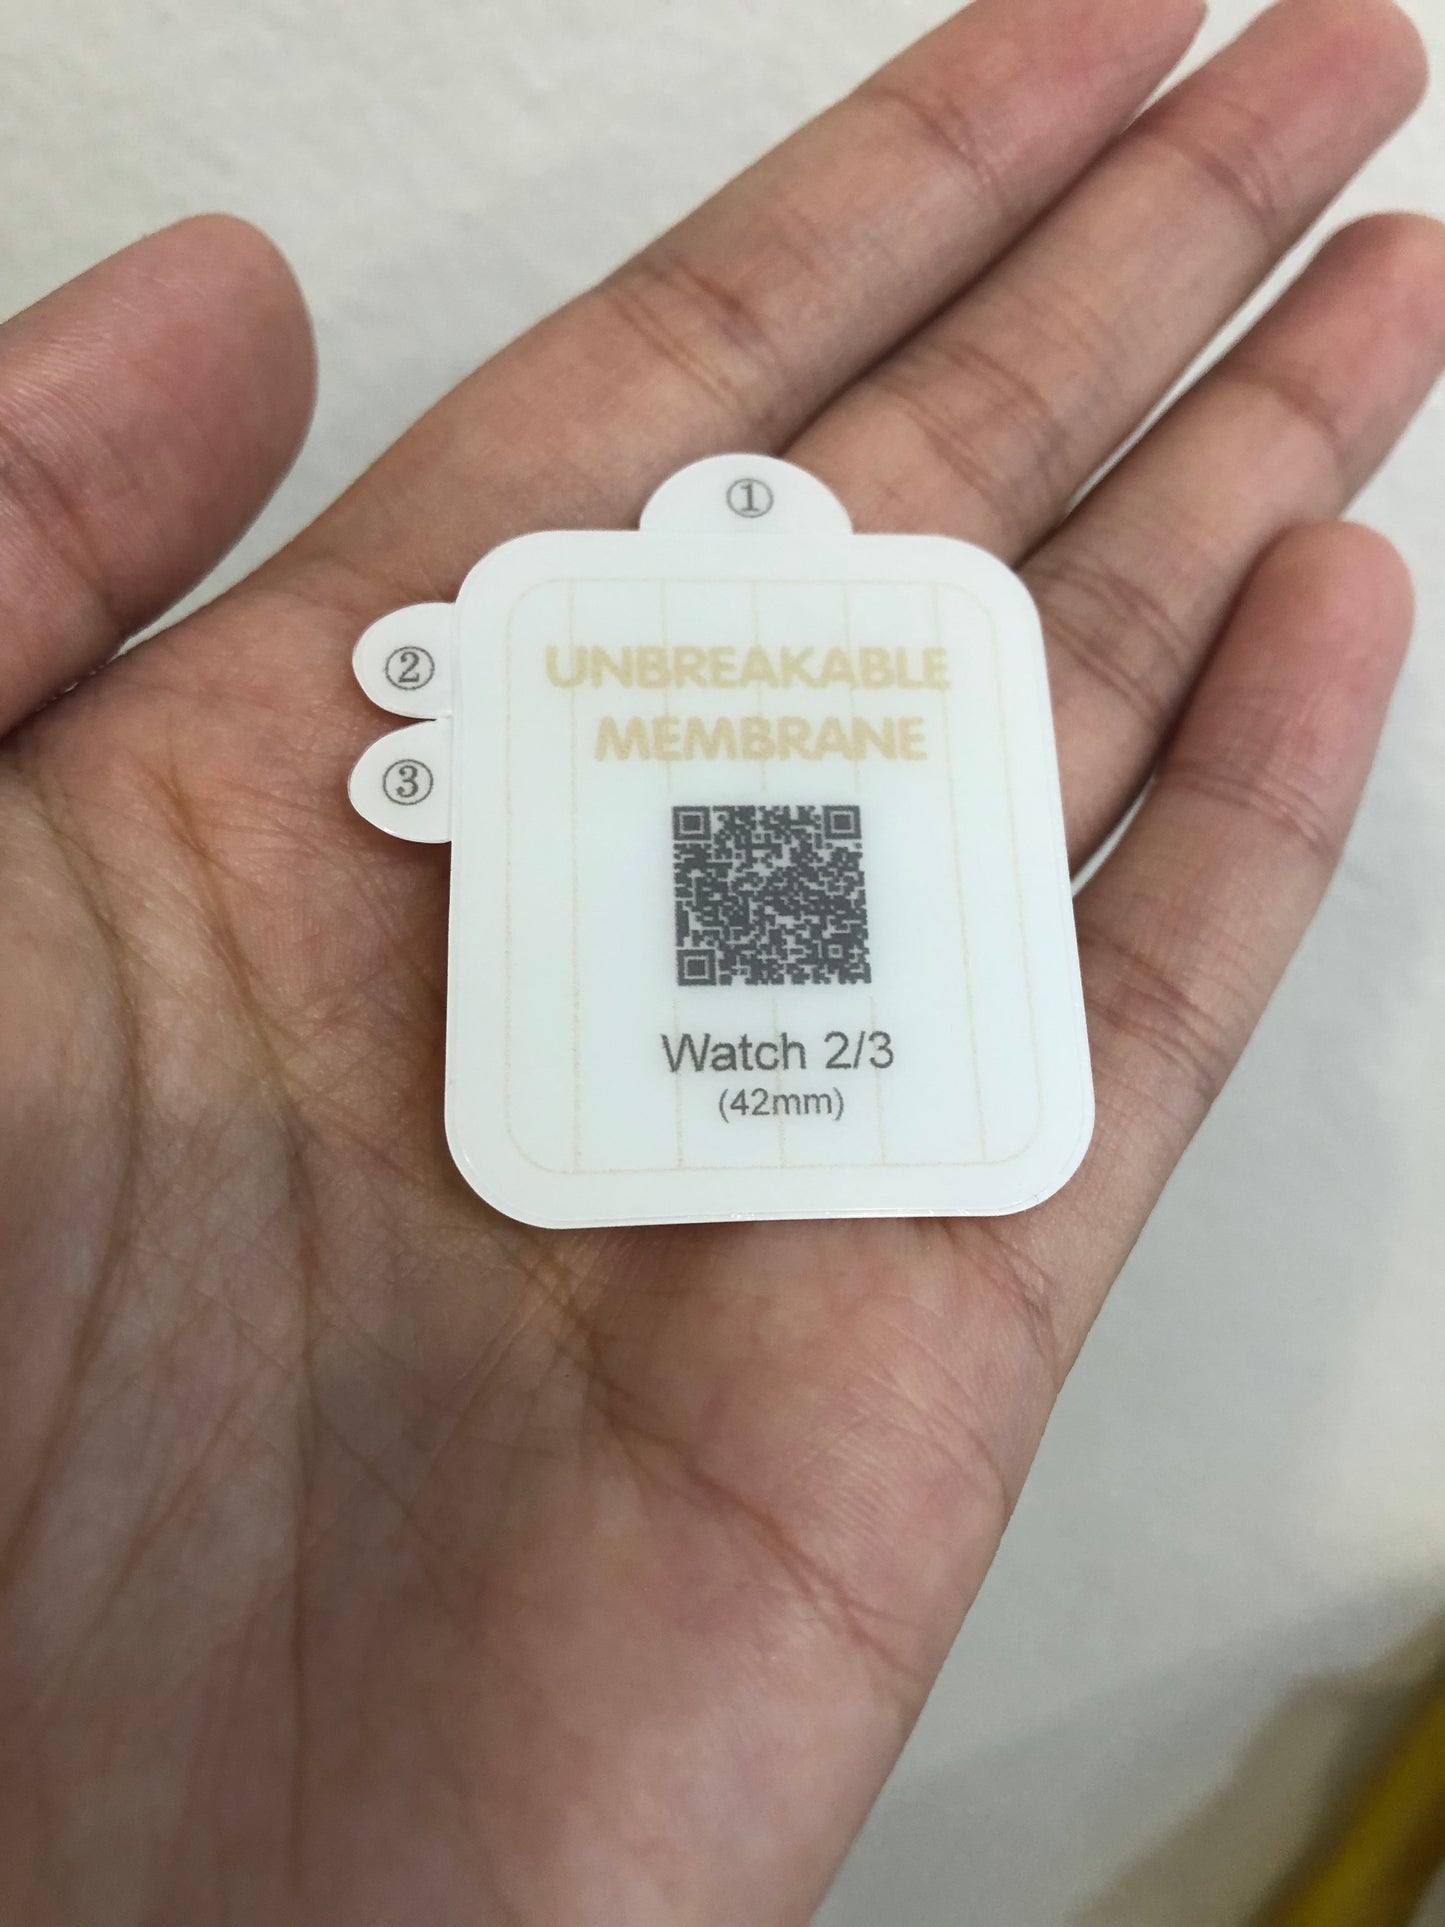 ①
UNBREAKABLE
②
MEMBRANE
③
Watch 2/3
(42mm)